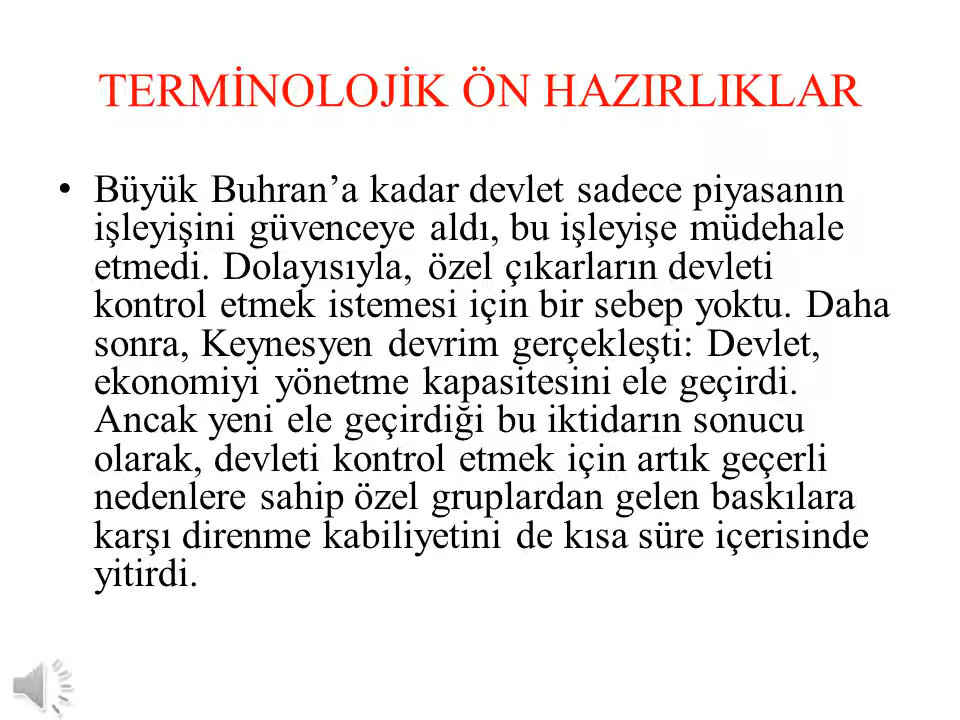 TERMİNOLOJİK ÖN HAZIRLIKLAR
• Büyük Buhran’a kadar devlet sadece piyasanın
işleyişini güvenceye aldı, bu işleyişe müdehale
etmedi. Dolayısıyla, özel çıkarların devleti
kontrol etmek istemesi için bir sebep yoktu. Daha
sonra, Keynesyen devrim gerçekleşti: Devlet,
ekonomiyi yönetme kapasitesini ele geçirdi.
Ancak yeni ele geçirdiği bu iktidarın sonucu
olarak, devleti kontrol etmek için artık geçerli
nedenlere sahip özel gruplardan gelen baskılara
karşı direnme kabiliyetini de kısa süre içerisinde
yitirdi.